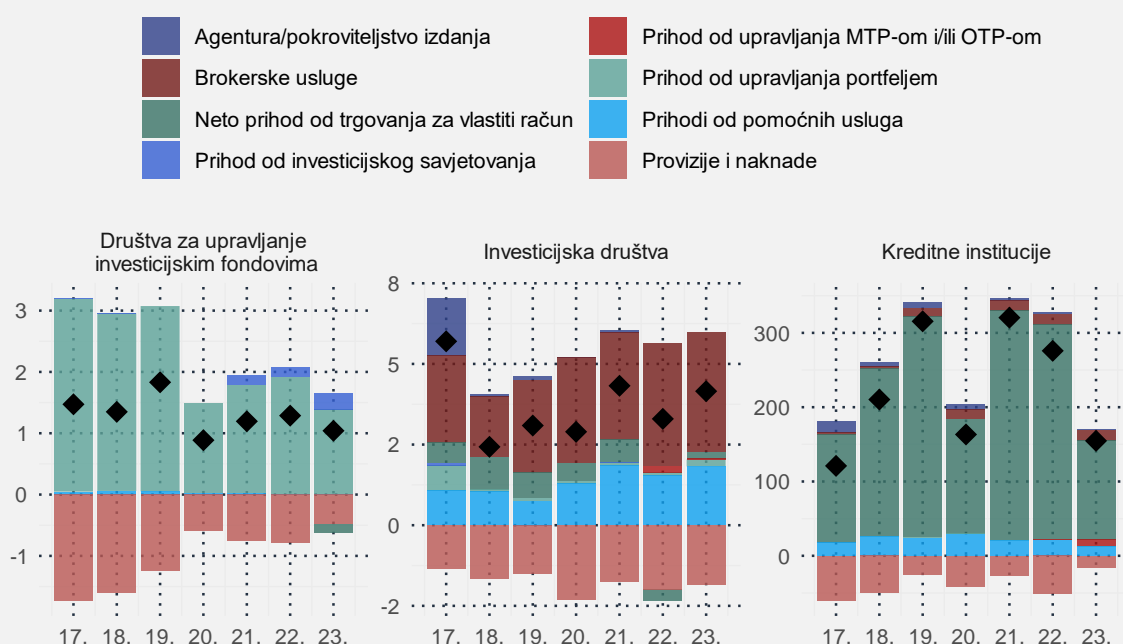 Agentura/pokroviteljstvo izdanja
Brokerske usluge
Neto prihod od trgovanja za vlastiti račun
Prihod od investicijskog savjetovanja
Prihod od upravljanja MTP-om i/ili OTP-om
Prihod od upravljanja portfeljem
Prihodi od pomoćnih usluga
Provizije i naknade
Društva za upravljanje
investicijskim fondovima
3
2
1
0
-1
17. 18. 19. 20. 21. 22. 23.
Investicijska društva
8
5
2
0
-2
17. 18. 19. 20. 21. 22. 23.
Kreditne institucije
300
200
100
0
17. 18. 19. 20. 21. 22. 23.